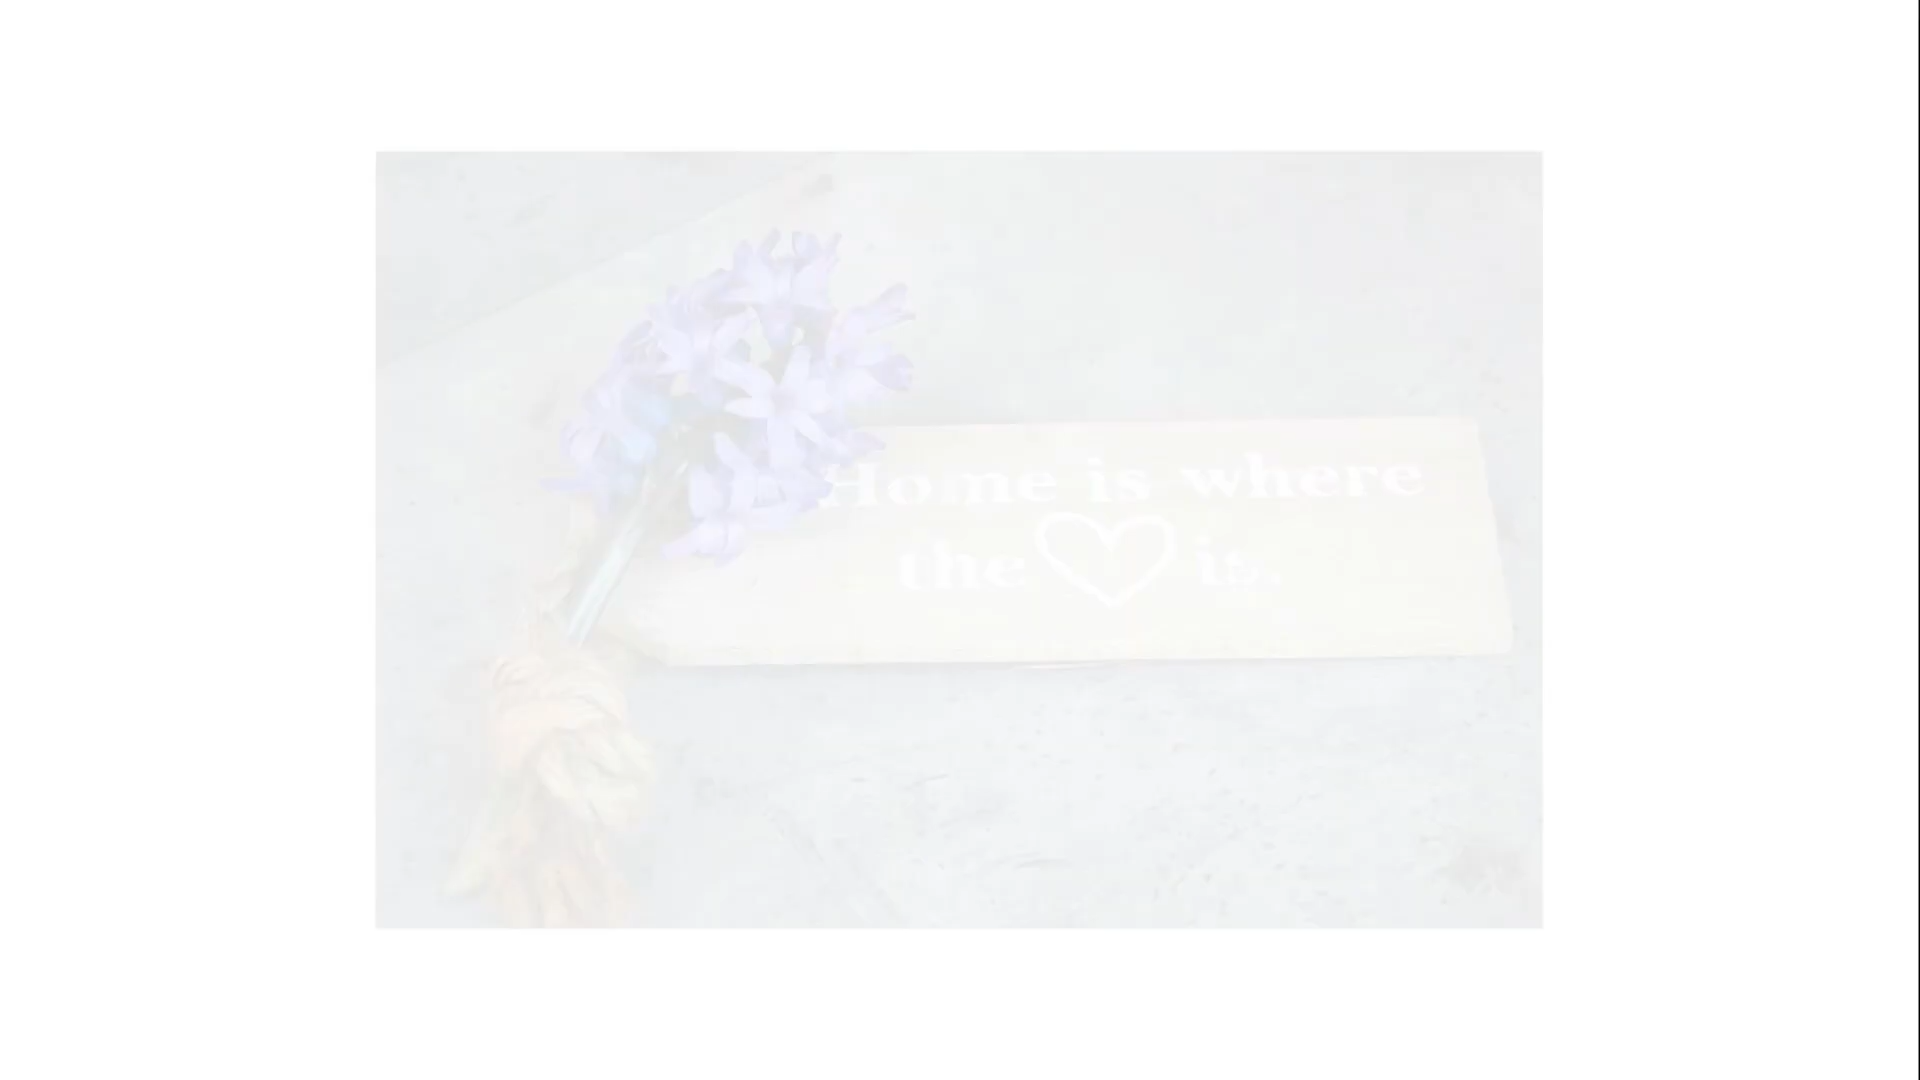 Home is where
the ♡ is.